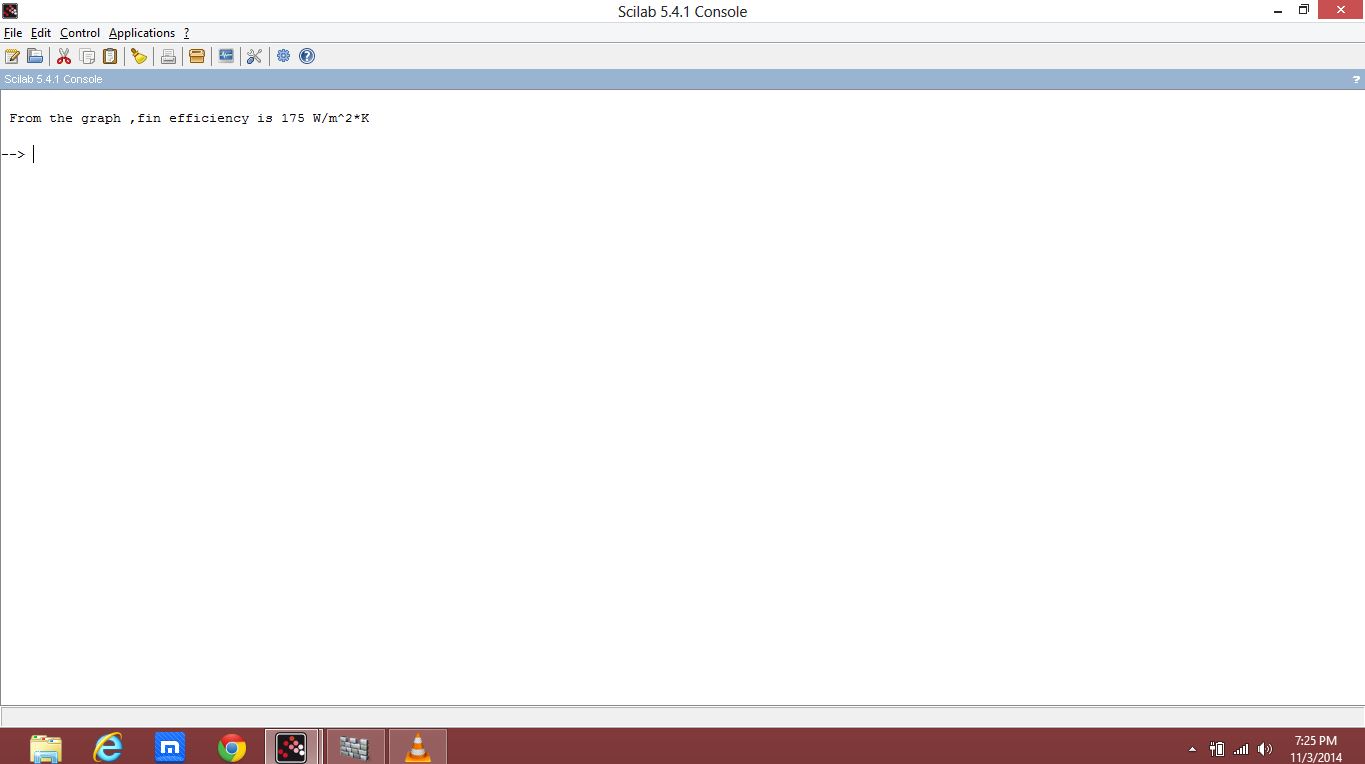 Scilab 5.4.1 Console
File Edit Control Applications ?
Scilab 5.4.1 Console ?
From the graph ,fin efficiency is 175 W/m^2*K
-->
7:25 PM
11/3/2014